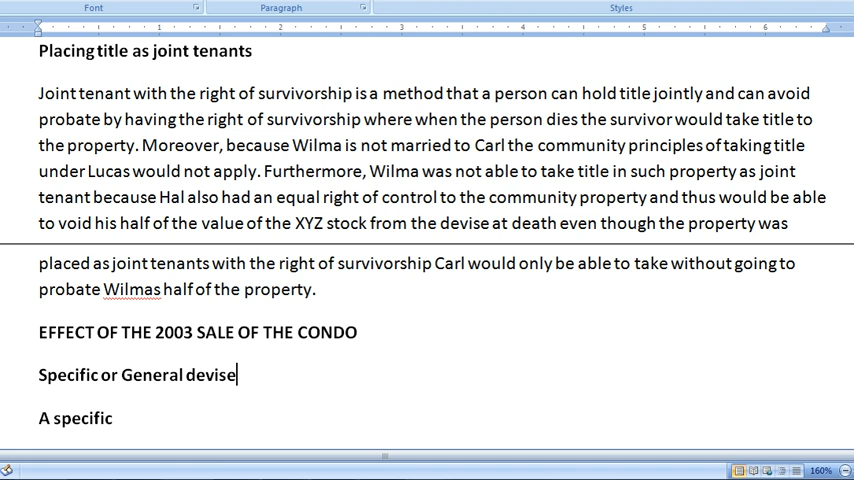 Font Paragraph Styles
1 2 3 4 5 6
Placing title as joint tenants
Joint tenant with the right of survivorship is a method that a person can hold title jointly and can avoid
probate by having the right of survivorship where when the person dies the survivor would take title to
the property. Moreover, because Wilma is not married to Carl the community principles of taking title
under Lucas would not apply. Furthermore, Wilma was not able to take title in such property as joint
tenant because Hal also had an equal right of control to the community property and thus would be able
to void his half of the value of the XYZ stock from the devise at death even though the property was
placed as joint tenants with the right of survivorship Carl would only be able to take without going to
probate Wilmas half of the property.
EFFECT OF THE 2003 SALE OF THE CONDO
Specific or General devise
A specific
160%